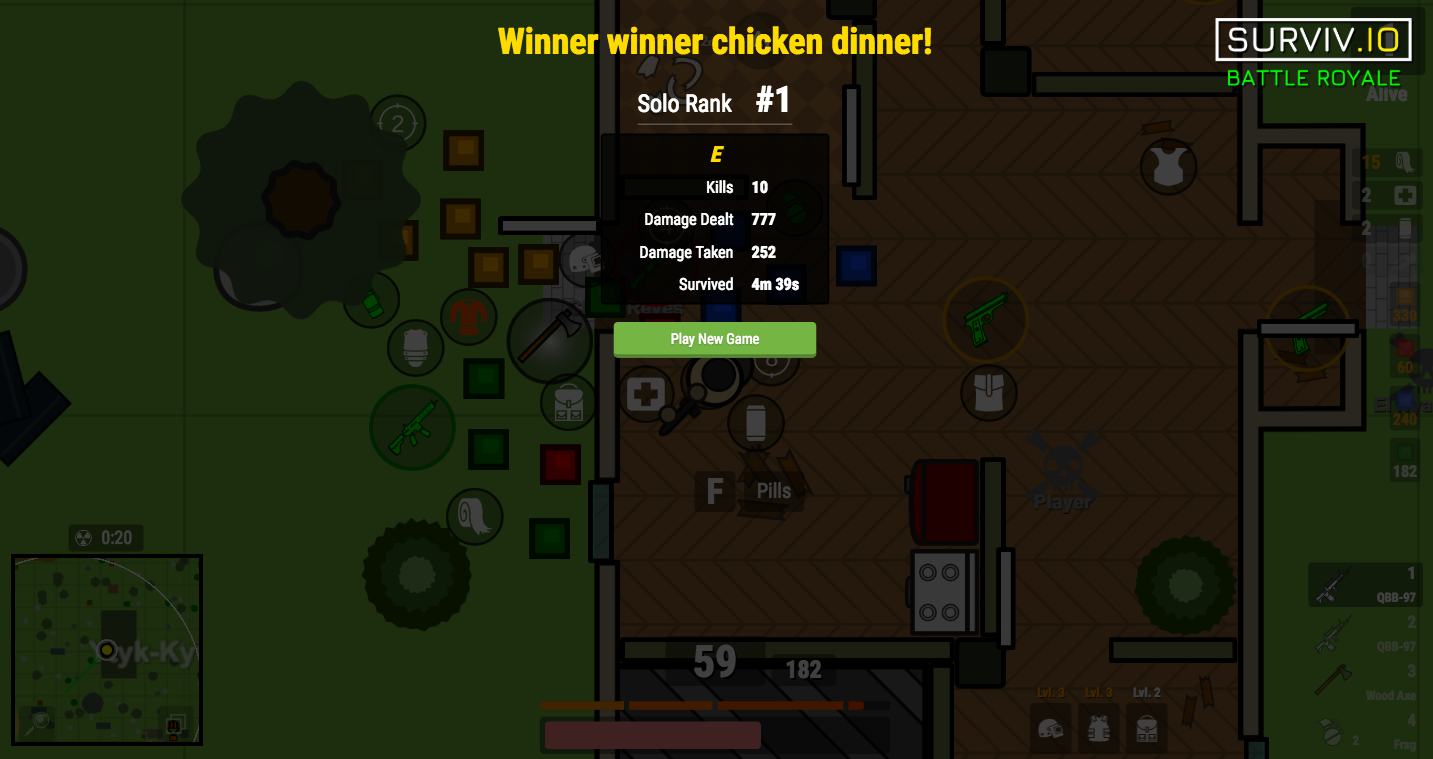 Winner winner chicken dinner!
SURVIV.IO
BATTLE ROYALE
Solo Rank #1
Alive
2
E
Kills 10
Damage Dealt 777
Damage Taken 252
Survived 4m 39s
15
2
2
Play New Game
330
60
240
182
8
F Pills
Player
0:20
1
QBB-97
2
QBB-97
3
Wood Axe
4
2
Frag
59 182
Lvl. 3 Lvl. 3 Lvl. 2